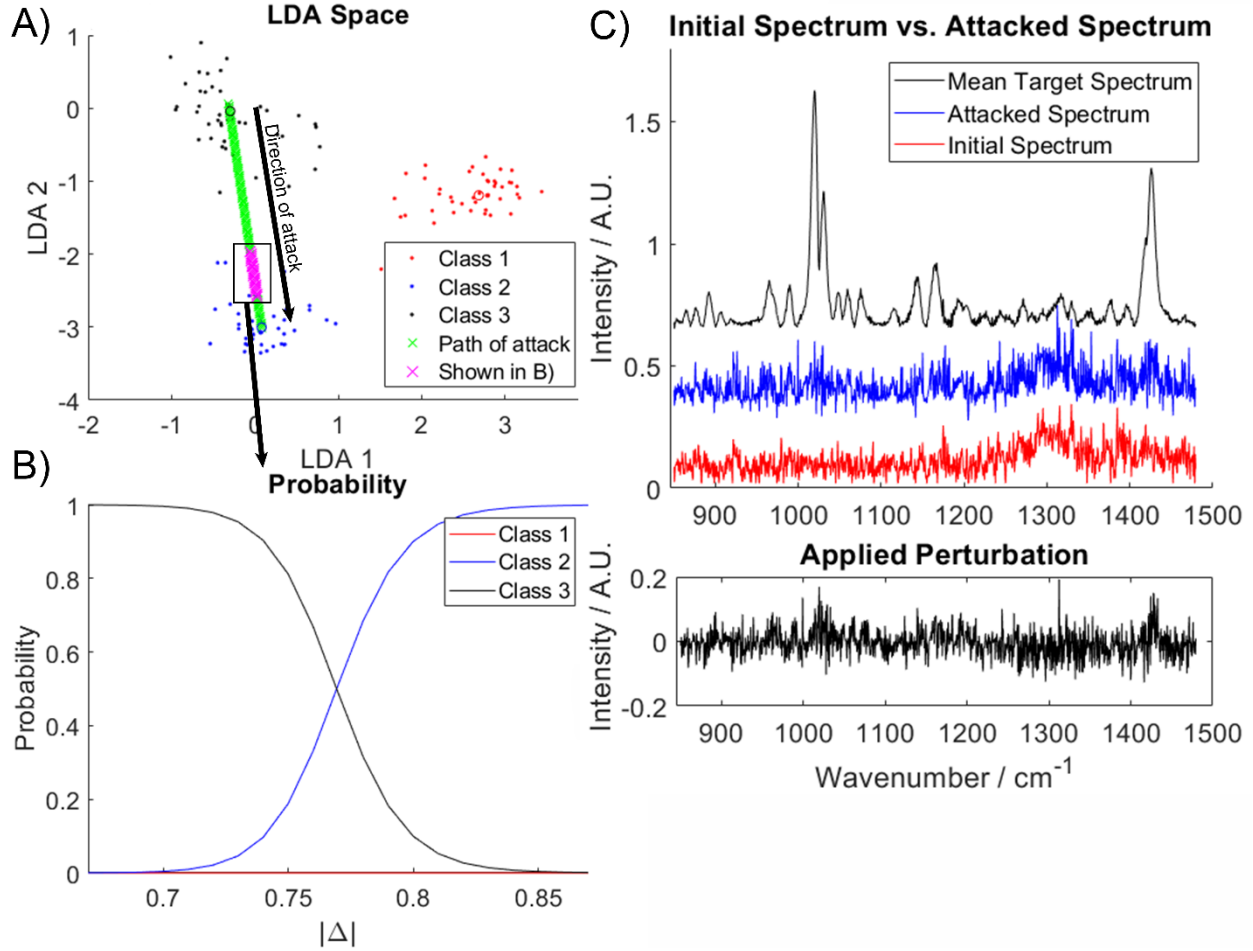 A)
LDA Space
1
0
-1
-2
-3
-4
LDA 2
-2
-1
0
1
2
3
LDA 1
Direction of attack
Class 1
Class 2
Class 3
Path of attack
Shown in B)
B)
Probability
1
0.8
0.6
0.4
0.2
0
Probability
0.7
0.75
0.8
0.85
|Δ|
Class 1
Class 2
Class 3
C)
Initial Spectrum vs. Attacked Spectrum
Mean Target Spectrum
Attacked Spectrum
Initial Spectrum
1.5
1
0.5
0
Intensity / A.U.
900
1000
1100
1200
1300
1400
1500
Applied Perturbation
0.2
0
-0.2
Intensity / A.U.
900
1000
1100
1200
1300
1400
1500
Wavenumber / cm⁻¹